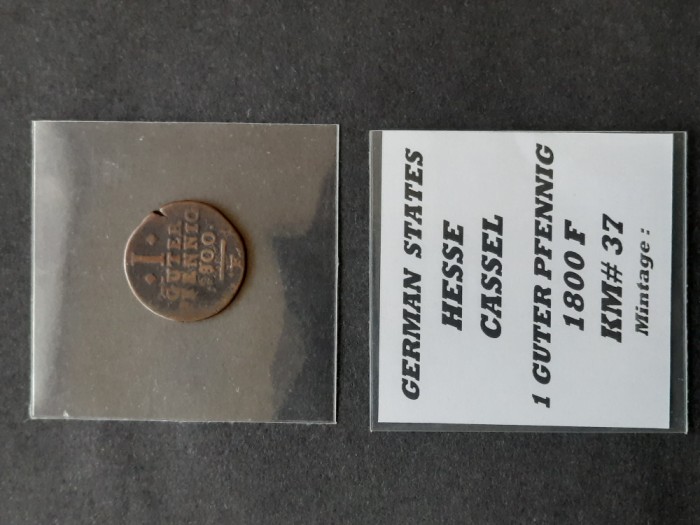 I
GUTER
PFENNIG
1800.
F.
GERMAN STATES
HESSE
CASSEL
1 GUTER PFENNIG
1800 F
KM# 37
Mintage :